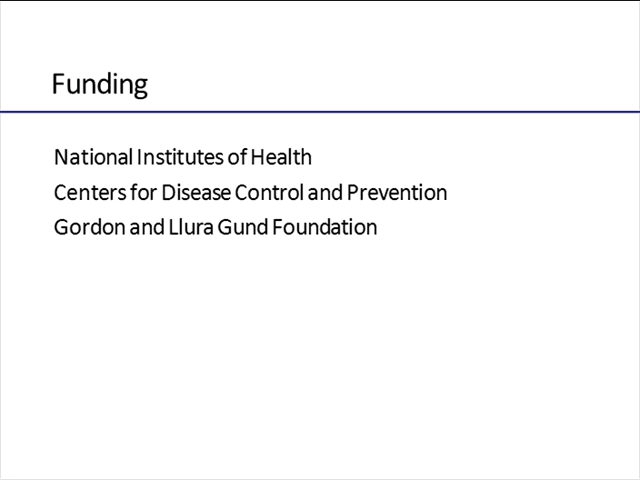 Funding
National Institutes of Health
Centers for Disease Control and Prevention
Gordon and Llura Gund Foundation